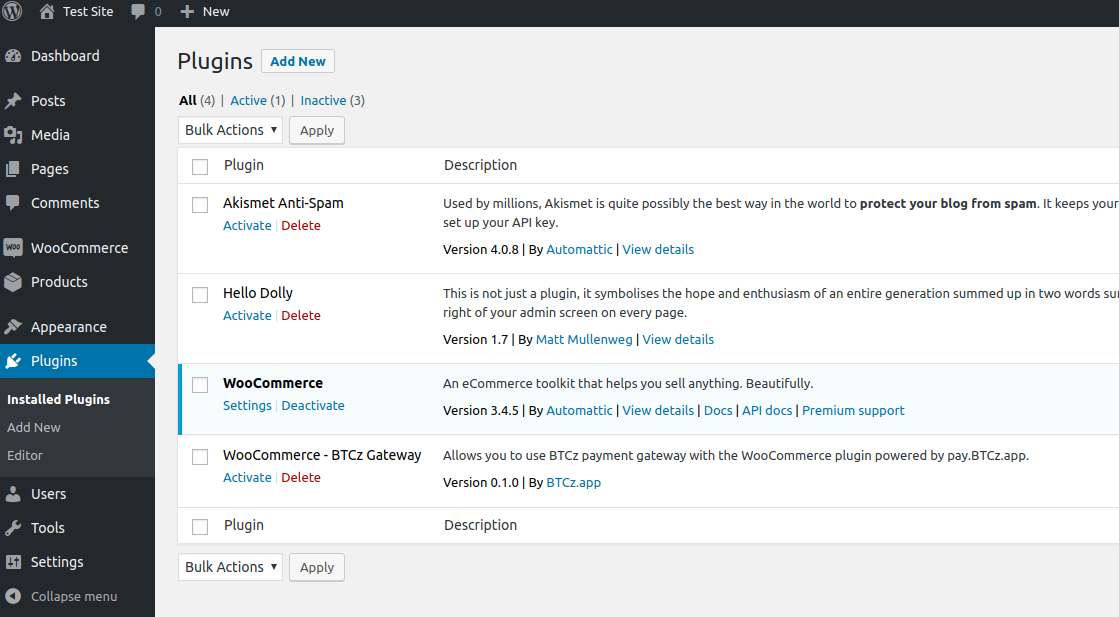 Test Site 0 New
Dashboard
Posts
Media
Pages
Comments
WOO WooCommerce
Products
Appearance
Plugins
Installed Plugins
Add New
Editor
Users
Tools
Settings
Collapse menu
Plugins Add New
All (4) | Active (1) | Inactive (3)
Bulk Actions Apply
Plugin Description
Akismet Anti-Spam
Activate | Delete
Used by millions, Akismet is quite possibly the best way in the world to protect your blog from spam. It keeps your
set up your API key.
Version 4.0.8 | By Automattic | View details
Hello Dolly
Activate | Delete
This is not just a plugin, it symbolises the hope and enthusiasm of an entire generation summed up in two words
right of your admin screen on every page.
Version 1.7 | By Matt Mullenweg | View details
WooCommerce
Settings | Deactivate
An eCommerce toolkit that helps you sell anything. Beautifully.
Version 3.4.5 | By Automattic | View details | Docs | API docs | Premium support
WooCommerce - BTCz Gateway
Activate | Delete
Allows you to use BTCz payment gateway with the WooCommerce plugin powered by pay.BTCz.app.
Version 0.1.0 | By BTCz.app
Plugin Description
Bulk Actions Apply